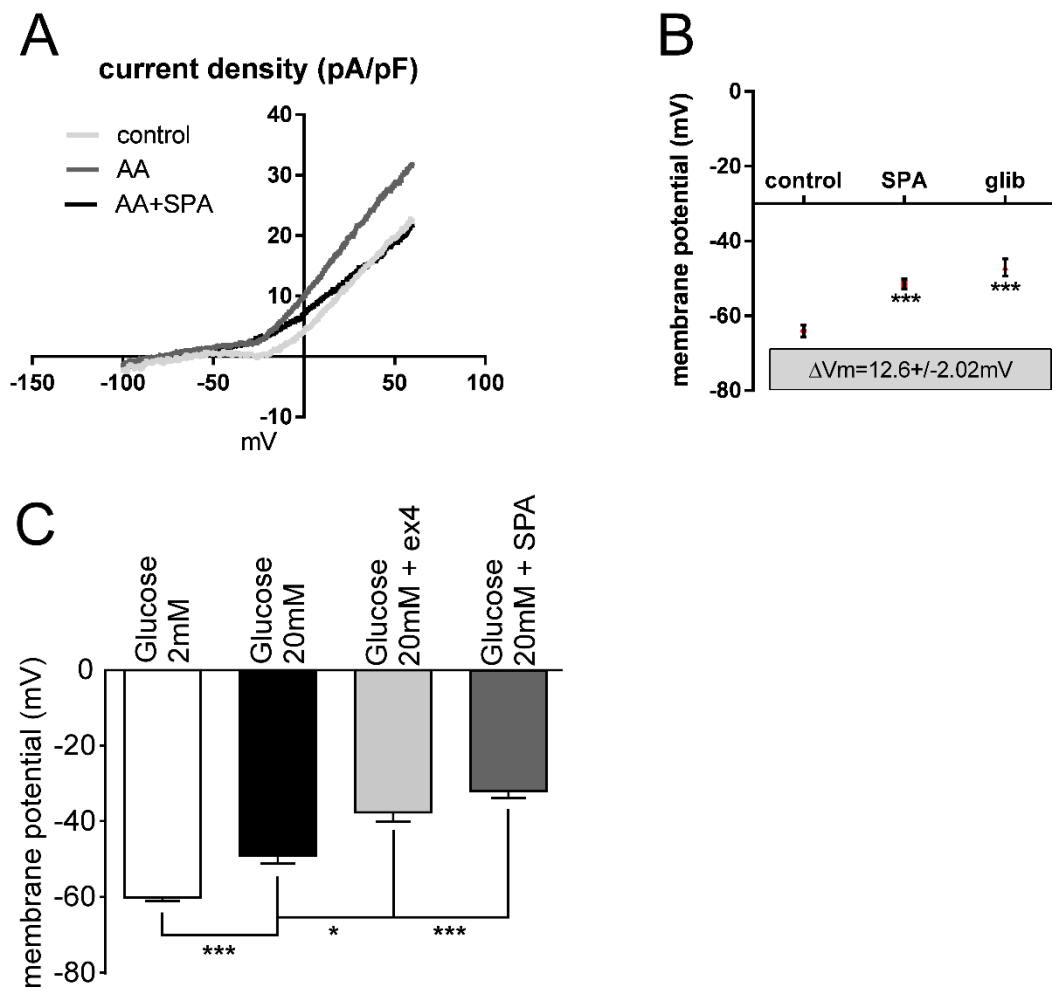 A
current density (pA/pF)
control
AA
AA+SPA
40
30
20
10
-10
-150
-100
-50
0
50
100
mV
B
membrane potential (mV)
0
-20
-40
-60
-80
control
SPA
glib
***
***
ΔVm=12.6+/-2.02mV
C
Glucose
2mM
Glucose
20mM
Glucose
20mM + ex4
Glucose
20mM + SPA
membrane potential (mV)
0
-20
-40
-60
-80
***
*
***